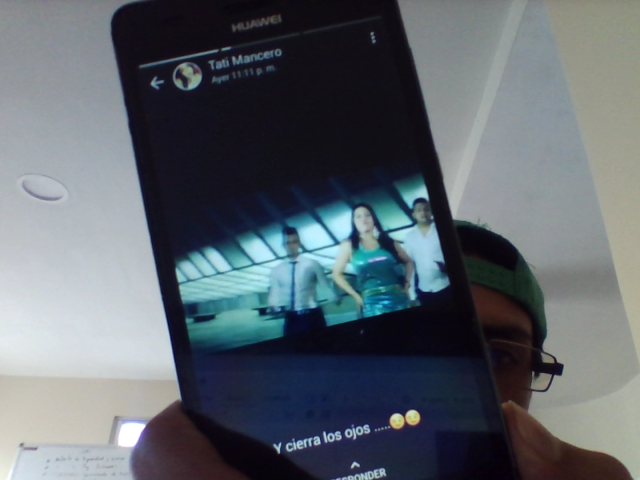 HUAWEI
Tati Mancero
Ayer 11:11 p. m.
Y cierra los ojos .....😉😉
RESPONDER